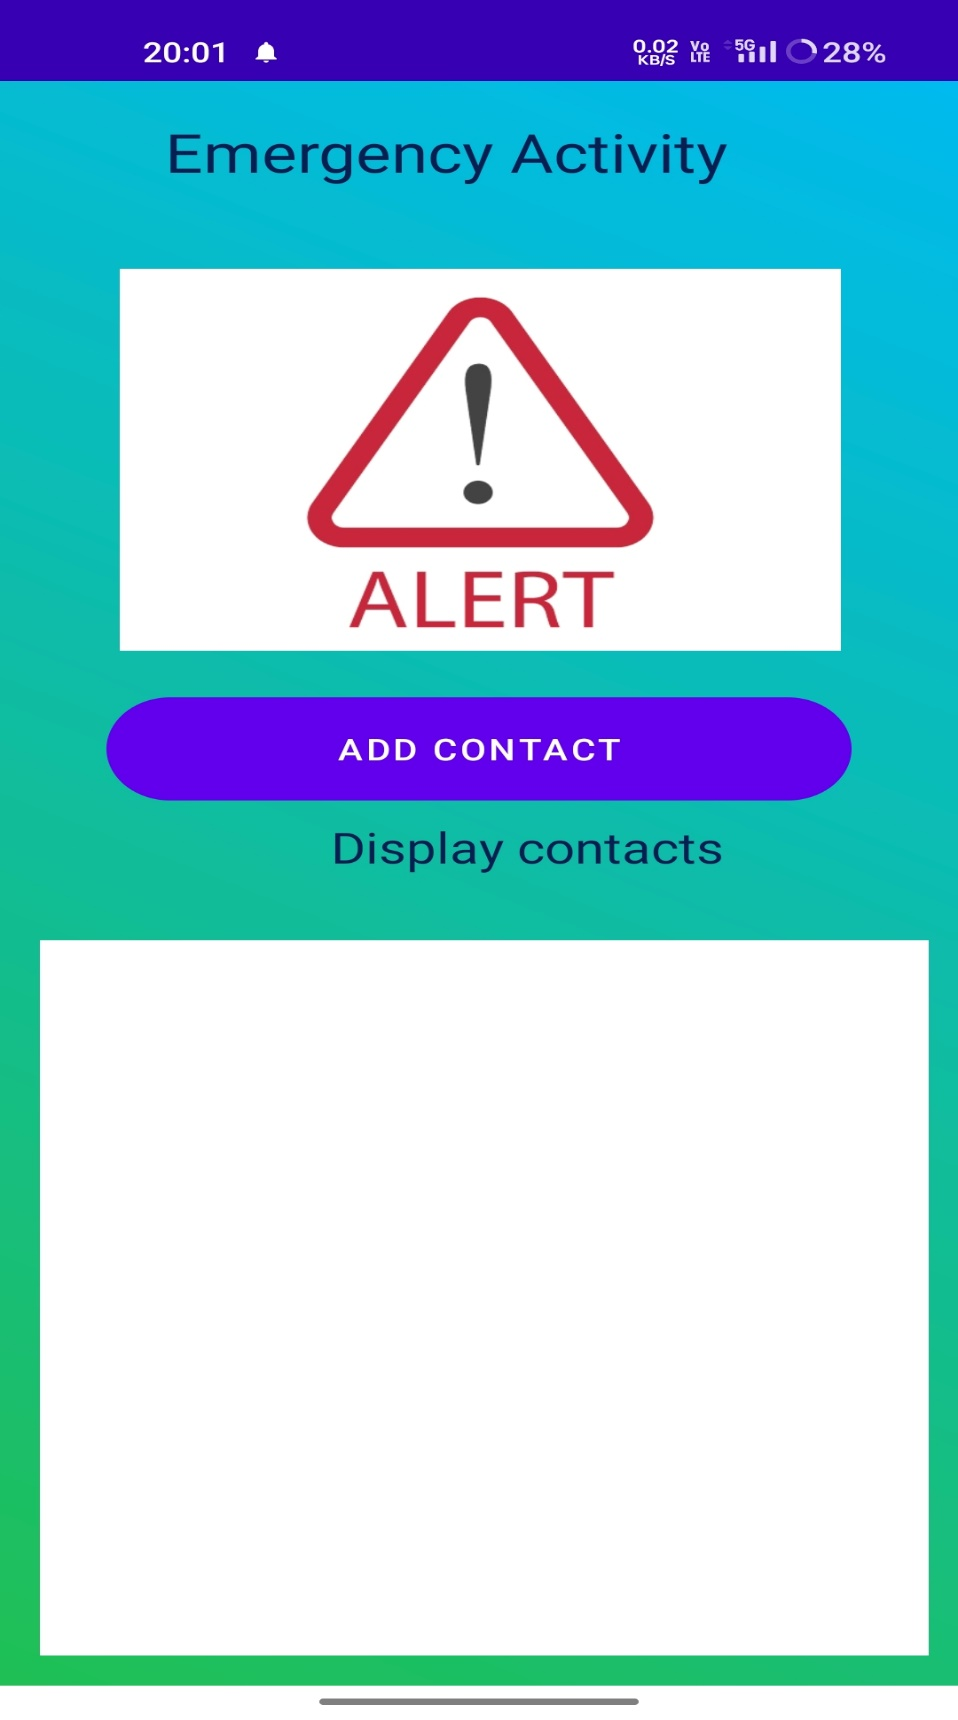 20:01 0.02 KB/S Vo LTE 5G 28%
Emergency Activity
!
ALERT
ADD CONTACT
Display contacts